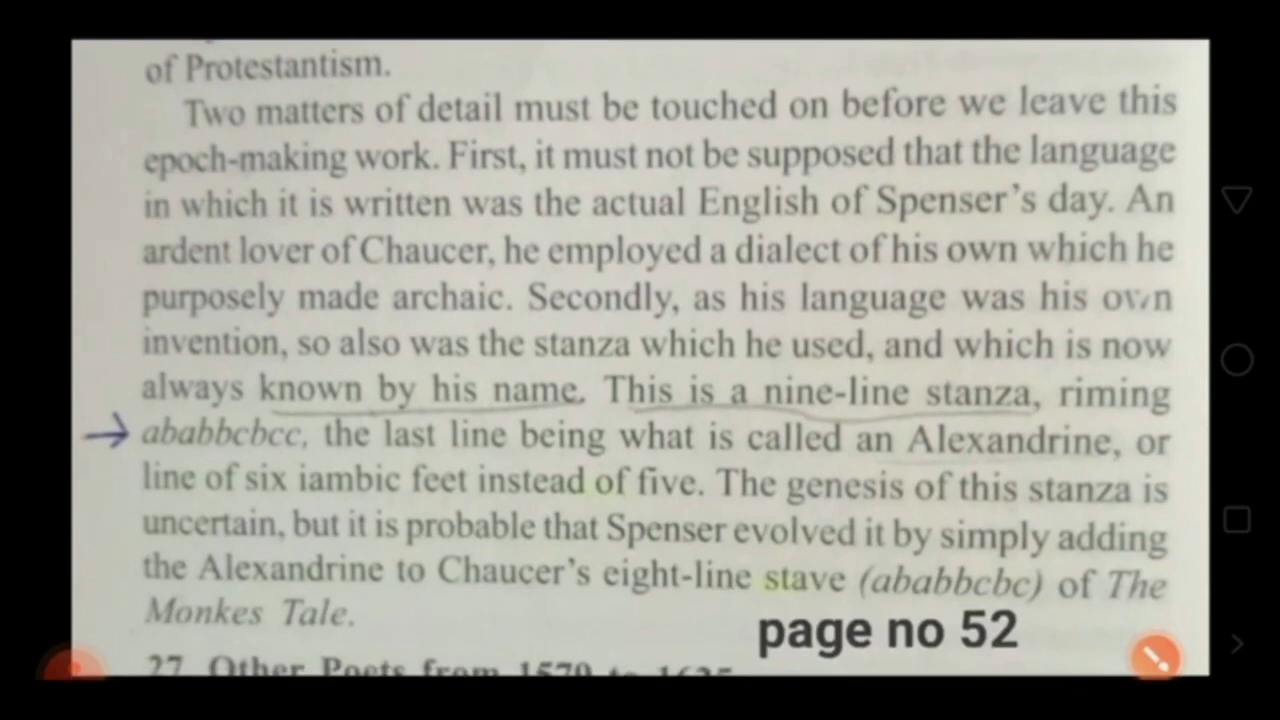 of Protestantism.
Two matters of detail must be touched on before we leave this
epoch-making work. First, it must not be supposed that the language
in which it is written was the actual English of Spenser's day. An
ardent lover of Chaucer, he employed a dialect of his own which he
purposely made archaic. Secondly, as his language was his own
invention, so also was the stanza which he used, and which is now
always known by his name. This is a nine-line stanza, riming
ababbcbcc, the last line being what is called an Alexandrine, or
line of six iambic feet instead of five. The genesis of this stanza is
uncertain, but it is probable that Spenser evolved it by simply adding
the Alexandrine to Chaucer's eight-line stave (ababbcbc) of The
Monkes Tale.
page no 52
27 Other Poets from 1579 to 1625